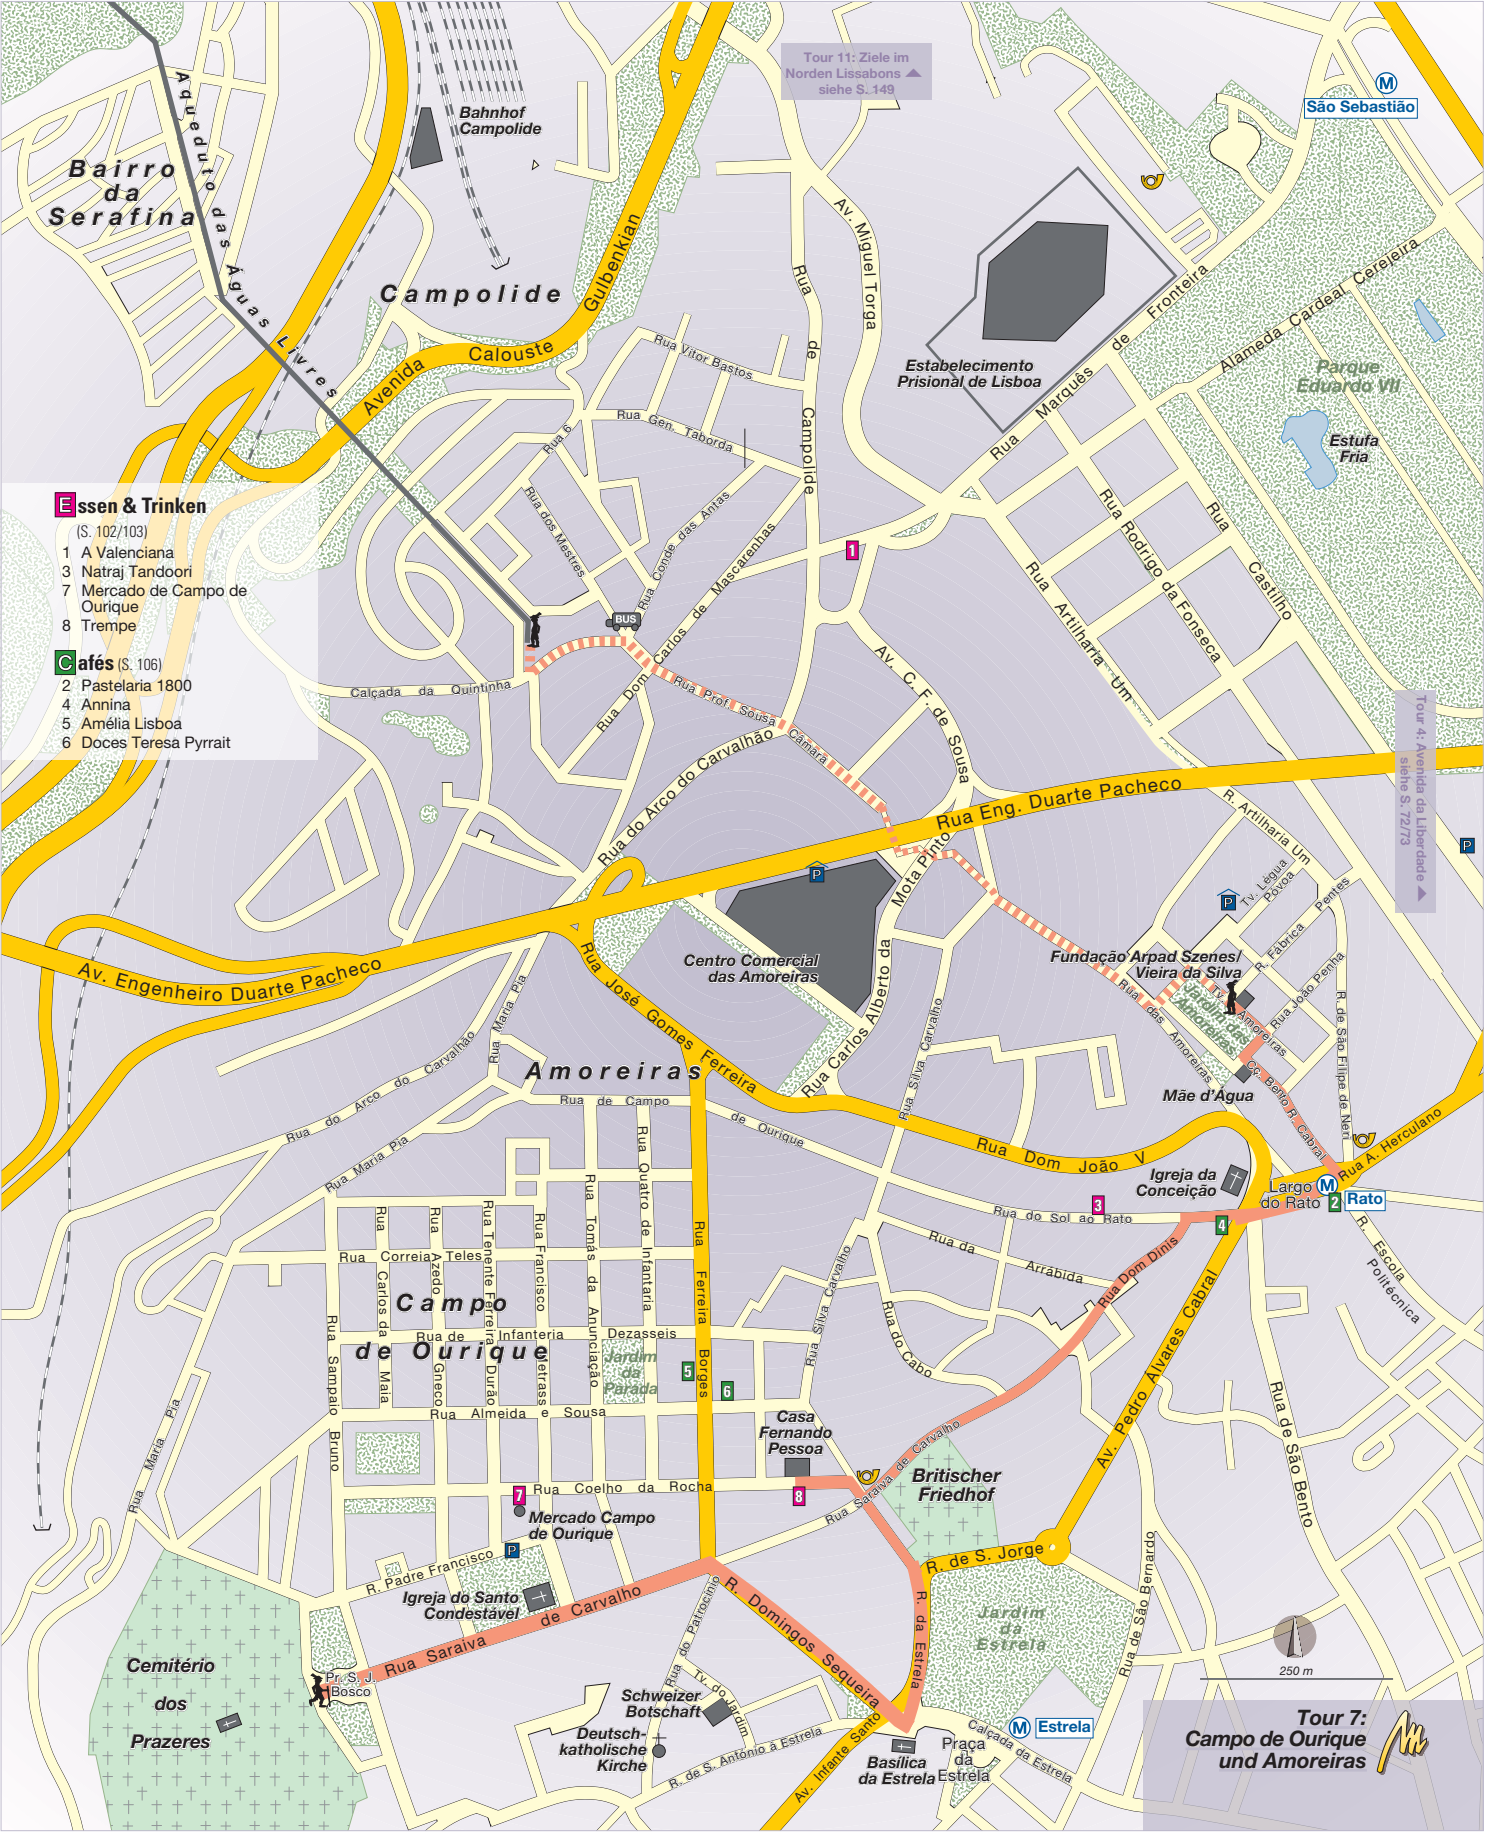 Tour 11: Ziele im
Norden Lissabons
siehe S. 149
M
São Sebastião
Bahnhof
Campolide
Aqueduto das Águas Livres
Bairro
da
Serafina
Campolide
Avenida Calouste Gulbenkian
Av. Miguel Torga
Rua de Campolide
Rua Marquês de Fronteira
Alameda Cardeal Cerejeira
Estabelecimento
Prisional de Lisboa
Parque
Eduardo VII
Estufa
Fria
Rua Vitor Bastos
Rua Gen. Taborda
Rua 6
Rua dos Mestres
Rua Conde das Antas
Rua Dom Carlos de Mascarenhas
Rua Rodrigo da Fonseca
Rua Castilho
Rua Artilharia Um
Essen & Trinken
(S. 102/103)
1 A Valenciana
3 Natraj Tandoori
7 Mercado de Campo de
Ourique
8 Trempe
Cafés (S. 106)
2 Pastelaria 1800
4 Annina
5 Amélia Lisboa
6 Doces Teresa Pyrrait
1
BUS
Calçada da Quintinha
Rua Prof. Sousa Câmara
Av. C. F. de Sousa
Rua do Arco do Carvalhão
Rua Eng. Duarte Pacheco
Tour 4: Avenida da Liberdade
siehe S. 72/73
R. Artilharia Um
P
P
P
Tv. Légua
Póvoa
R. Fábrica Pentes
Rua Carlos Alberto da Mota Pinto
Centro Comercial
das Amoreiras
Fundação Arpad Szenes/
Vieira da Silva
Av. Engenheiro Duarte Pacheco
Rua José Gomes Ferreira
Rua Maria Pia
Rua das Amoreiras
Jardim das
Amoreiras
Tv. Amoreiras
Rua João Penha
R. de São Filipe de Neri
Cç. Bento R. Cabral
Mãe d'Água
Amoreiras
Rua Silva Carvalho
Rua do Arco do Carvalhão
Rua Maria Pia
Rua de Campo de Ourique
Rua Dom João V
Rua A. Herculano
Igreja da
Conceição
Largo
do Rato
M
Rato
2
3
4
Rua do Sol ao Rato
Rua da Arrábida
Rua Dom Dinis
R. Escola
Politécnica
Rua Quatro de Infantaria
Rua Tomás da Anunciação
Rua Francisco Metrass
Rua Tenente Ferreira Durão
Rua Azedo Gneco
Rua Carlos da Maia
Rua Sampaio Bruno
Rua Correia Teles
Campo
de Ourique
Rua de Infanteria Dezasseis
Jardim
da
Parada
Rua Ferreira Borges
5
6
Rua Silva Carvalho
Rua do Cabo
Av. Pedro Alvares Cabral
Rua de São Bento
Rua Almeida e Sousa
Casa
Fernando
Pessoa
Rua Maria Pia
Rua Coelho da Rocha
7
8
Mercado Campo
de Ourique
P
Rua Saraiva de Carvalho
Britischer
Friedhof
R. de S. Jorge
R. Padre Francisco
Igreja do Santo
Condestável
Rua Saraiva de Carvalho
R. Domingos Sequeira
R. da Estrela
Jardim
da
Estrela
Rua de São Bernardo
Rua do Patrocínio
Tv. do Jardim
Cemitério
dos
Prazeres
Pr. S. J.
Bosco
Schweizer
Botschaft
Deutsch-
katholische
Kirche
R. de S. António à Estrela
Av. Infante Santo
Basílica
da Estrela
Praça
da
Estrela
Calçada da Estrela
M
Estrela
250 m
Tour 7:
Campo de Ourique
und Amoreiras